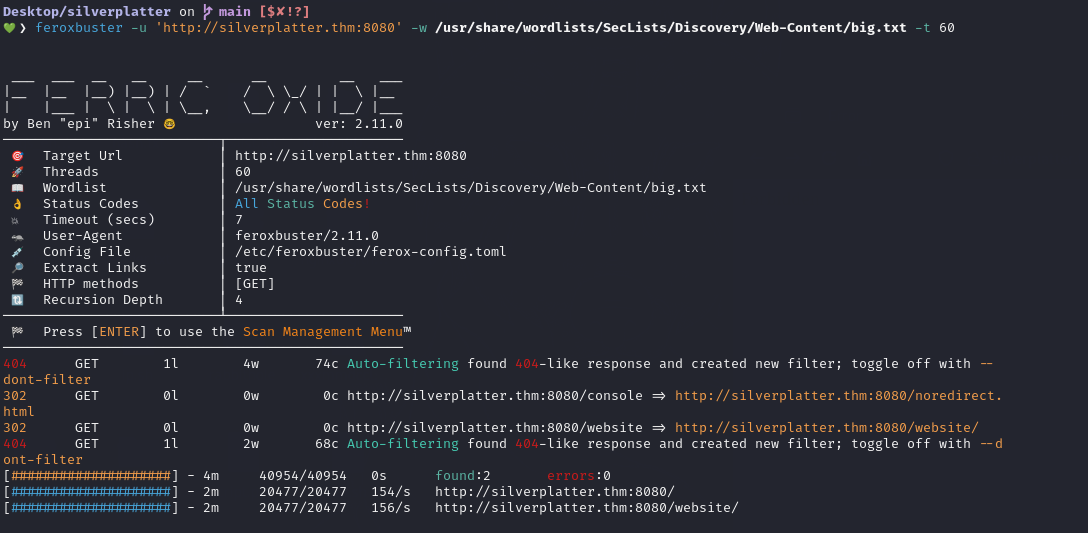 Desktop/silverplatter on main [$✘!?]
❯ feroxbuster -u 'http://silverplatter.thm:8080' -w /usr/share/wordlists/SecLists/Discovery/Web-Content/big.txt -t 60
FERRIC OXIDE
by Ben "epi" Risher 🤓 ver: 2.11.0
🎯 Target Url │ http://silverplatter.thm:8080
🚀 Threads │ 60
📖 Wordlist │ /usr/share/wordlists/SecLists/Discovery/Web-Content/big.txt
👌 Status Codes │ All Status Codes!
💥 Timeout (secs) │ 7
🦡 User-Agent │ feroxbuster/2.11.0
💉 Config File │ /etc/feroxbuster/ferox-config.toml
🔎 Extract Links │ true
🏁 HTTP methods │ [GET]
🔃 Recursion Depth │ 4
🏁 Press [ENTER] to use the Scan Management Menu™
404 GET 1l 4w 74c Auto-filtering found 404-like response and created new filter; toggle off with --
dont-filter
302 GET 0l 0w 0c http://silverplatter.thm:8080/console => http://silverplatter.thm:8080/noredirect.
html
302 GET 0l 0w 0c http://silverplatter.thm:8080/website => http://silverplatter.thm:8080/website/
404 GET 1l 2w 68c Auto-filtering found 404-like response and created new filter; toggle off with --d
ont-filter
[####################] - 4m 40954/40954 0s found:2 errors:0
[####################] - 2m 20477/20477 154/s http://silverplatter.thm:8080/
[####################] - 2m 20477/20477 156/s http://silverplatter.thm:8080/website/